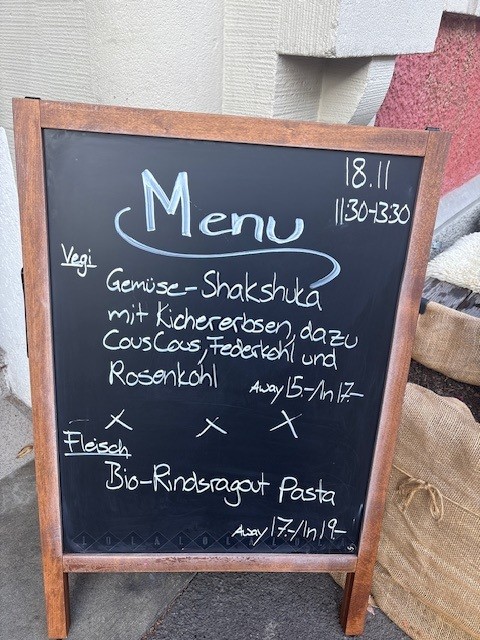 18.11
11:30-13:30
Menu
Vegi
Gemüse-Shakshuka
mit Kichererbsen, dazu
CousCous, Federkohl und
Rosenkohl
Away 15.-/In 17.-
x x x
Fleisch
Bio-Rindsragout Pasta
Away 17.-/In 19.-